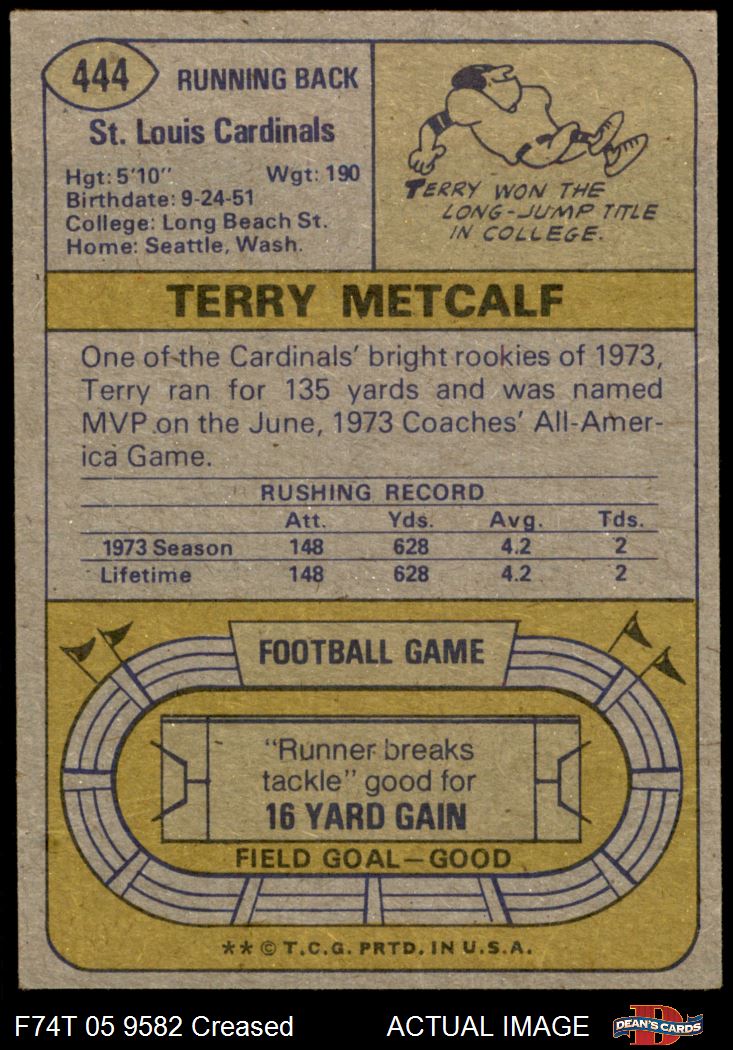 444
RUNNING BACK
St. Louis Cardinals
Hgt: 5'10" Wgt: 190
Birthdate: 9-24-51
College: Long Beach St.
Home: Seattle, Wash.
TERRY WON THE
LONG-JUMP TITLE
IN COLLEGE.
TERRY METCALF
One of the Cardinals' bright rookies of 1973,
Terry ran for 135 yards and was named
MVP on the June, 1973 Coaches' All-Amer-
ica Game.
RUSHING RECORD
Att. Yds. Avg. Tds.
1973 Season 148 628 4.2 2
Lifetime 148 628 4.2 2
FOOTBALL GAME
"Runner breaks
tackle" good for
16 YARD GAIN
FIELD GOAL—GOOD
** © T.C.G. PRTD. IN U.S.A.
F74T 05 9582 Creased ACTUAL IMAGE
D
DEAN'S CARDS